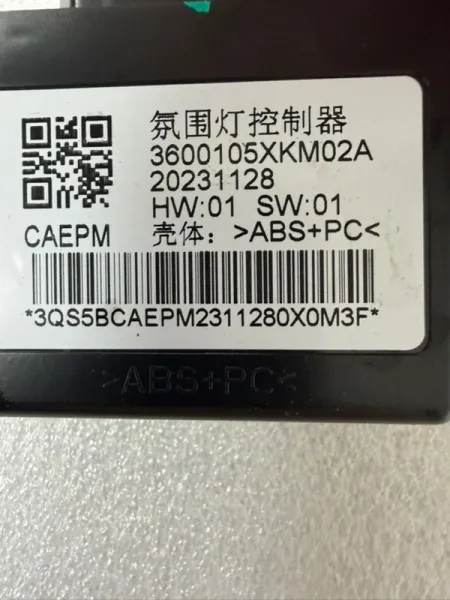 氛围灯控制器
3600105XKM02A
20231128
HW:01 SW:01
CAEPM 壳体：>ABS+PC<
*3QS5BCAEPM2311280X0M3F*
>ABS+PC<